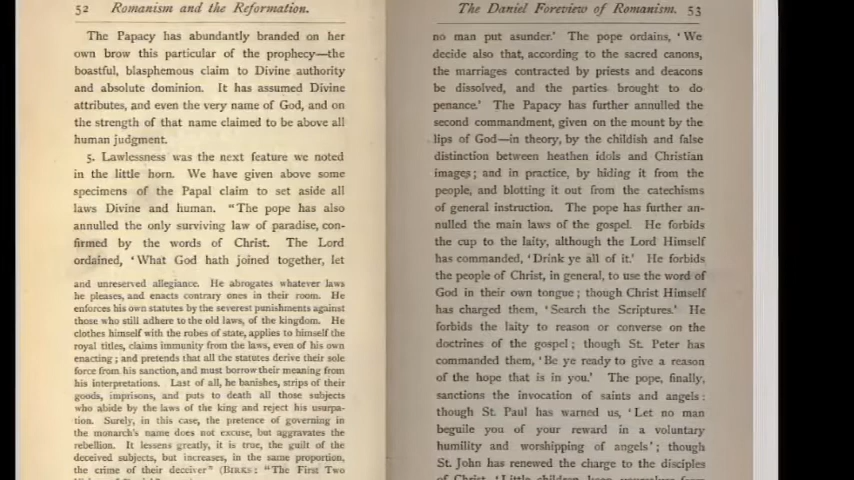 52 Romanism and the Reformation.
The Papacy has abundantly branded on her
own brow this particular of the prophecy—the
boastful, blasphemous claim to Divine authority
and absolute dominion. It has assumed Divine
attributes, and even the very name of God, and on
the strength of that name claimed to be above all
human judgment.
5. Lawlessness was the next feature we noted
in the little horn. We have given above some
specimens of the Papal claim to set aside all
laws Divine and human. "The pope has also
annulled the only surviving law of paradise, con-
firmed by the words of Christ. The Lord
ordained, 'What God hath joined together, let
and unreserved allegiance. He abrogates whatever laws
he pleases, and enacts contrary ones in their room. He
enforces his own statutes by the severest punishments against
those who still adhere to the old laws, of the kingdom. He
clothes himself with the robes of state, applies to himself the
royal titles, claims immunity from the laws, even of his own
enacting; and pretends that all the statutes derive their sole
force from his sanction, and must borrow their meaning from
his interpretations. Last of all, he banishes, strips of their
goods, imprisons, and puts to death all those subjects
who abide by the laws of the king and reject his usurpa-
tion. Surely, in this case, the pretence of governing in
the monarch's name does not excuse, but aggravates the
rebellion. It lessens greatly, it is true, the guilt of the
deceived subjects, but increases, in the same proportion,
the crime of their deceiver" (BIRKS: "The First Two
The Daniel Foreview of Romanism. 53
no man put asunder.' The pope ordains, 'We
decide also that, according to the sacred canons,
the marriages contracted by priests and deacons
be dissolved, and the parties brought to do
penance.' The Papacy has further annulled the
second commandment, given on the mount by the
lips of God—in theory, by the childish and false
distinction between heathen idols and Christian
images; and in practice, by hiding it from the
people, and blotting it out from the catechisms
of general instruction. The pope has further an-
nulled the main laws of the gospel. He forbids
the cup to the laity, although the Lord Himself
has commanded, 'Drink ye all of it.' He forbids
the people of Christ, in general, to use the word of
God in their own tongue; though Christ Himself
has charged them, 'Search the Scriptures.' He
forbids the laity to reason or converse on the
doctrines of the gospel; though St. Peter has
commanded them, 'Be ye ready to give a reason
of the hope that is in you.' The pope, finally,
sanctions the invocation of saints and angels:
though St. Paul has warned us, 'Let no man
beguile you of your reward in a voluntary
humility and worshipping of angels'; though
St. John has renewed the charge to the disciples
of Christ, 'Little children, keep yourselves from